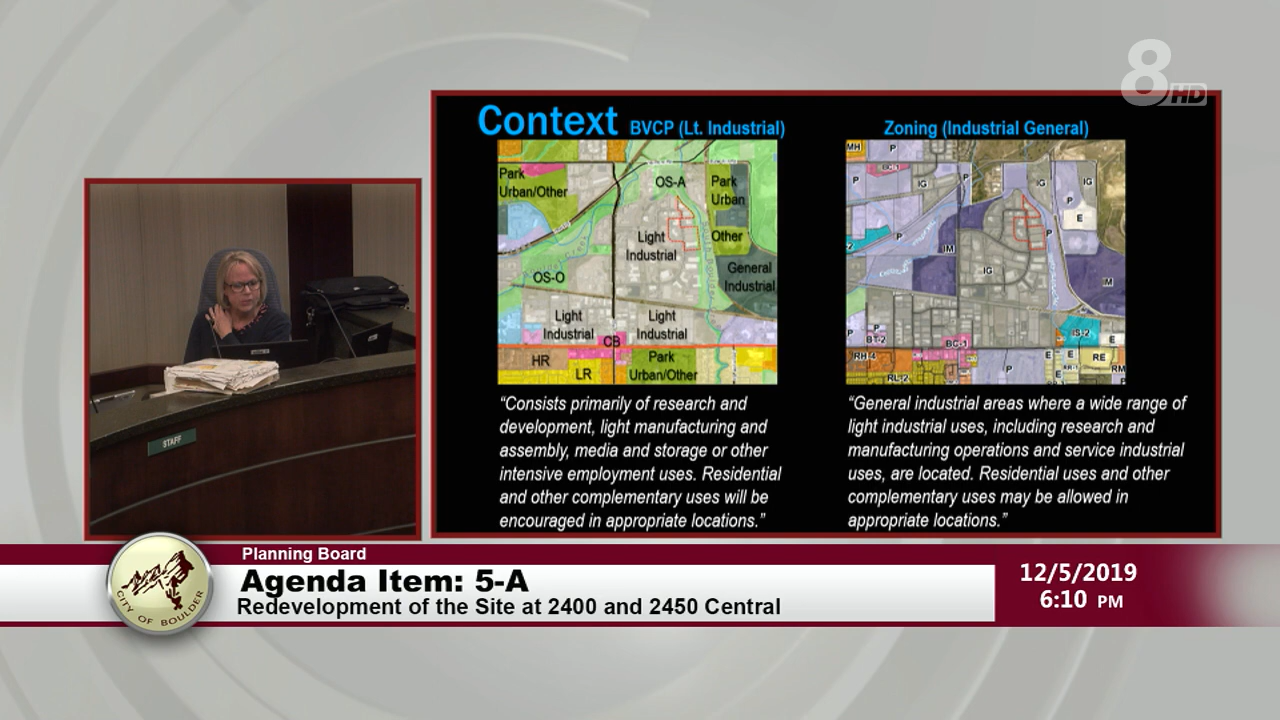 8
HD
Context BVCP (Lt. Industrial)
Zoning (Industrial General)
Park
Urban/Other
OS-A
Park
Urban
Light
Industrial
Other
OS-O
General
Industrial
Light
Industrial
Light
Industrial
CB
HR
LR
Park
Urban/Other
MH
P
P
IG
P
IG
IG
P
E
P
P
IM
IG
IM
P
P
BT-2
BC-1
IS-2
E
RH-4
RL-2
P
E
E
RE
RR-1
E
RM
"Consists primarily of research and
development, light manufacturing and
assembly, media and storage or other
intensive employment uses. Residential
and other complementary uses will be
encouraged in appropriate locations."
"General industrial areas where a wide range of
light industrial uses, including research and
manufacturing operations and service industrial
uses, are located. Residential uses and other
complementary uses may be allowed in
appropriate locations."
STAFF
Planning Board
Agenda Item: 5-A
Redevelopment of the Site at 2400 and 2450 Central
12/5/2019
6:10 PM
CITY OF BOULDER